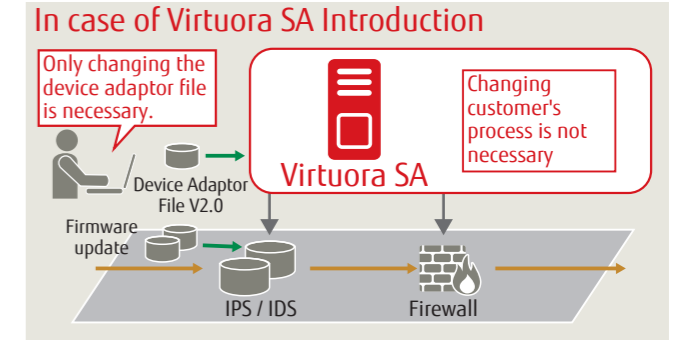 In case of Virtuora SA Introduction
Only changing the
device adaptor file
is necessary.
Changing
customer's
process is not
necessary
Virtuora SA
Device Adaptor
File V2.0
Firmware
update
IPS / IDS
Firewall